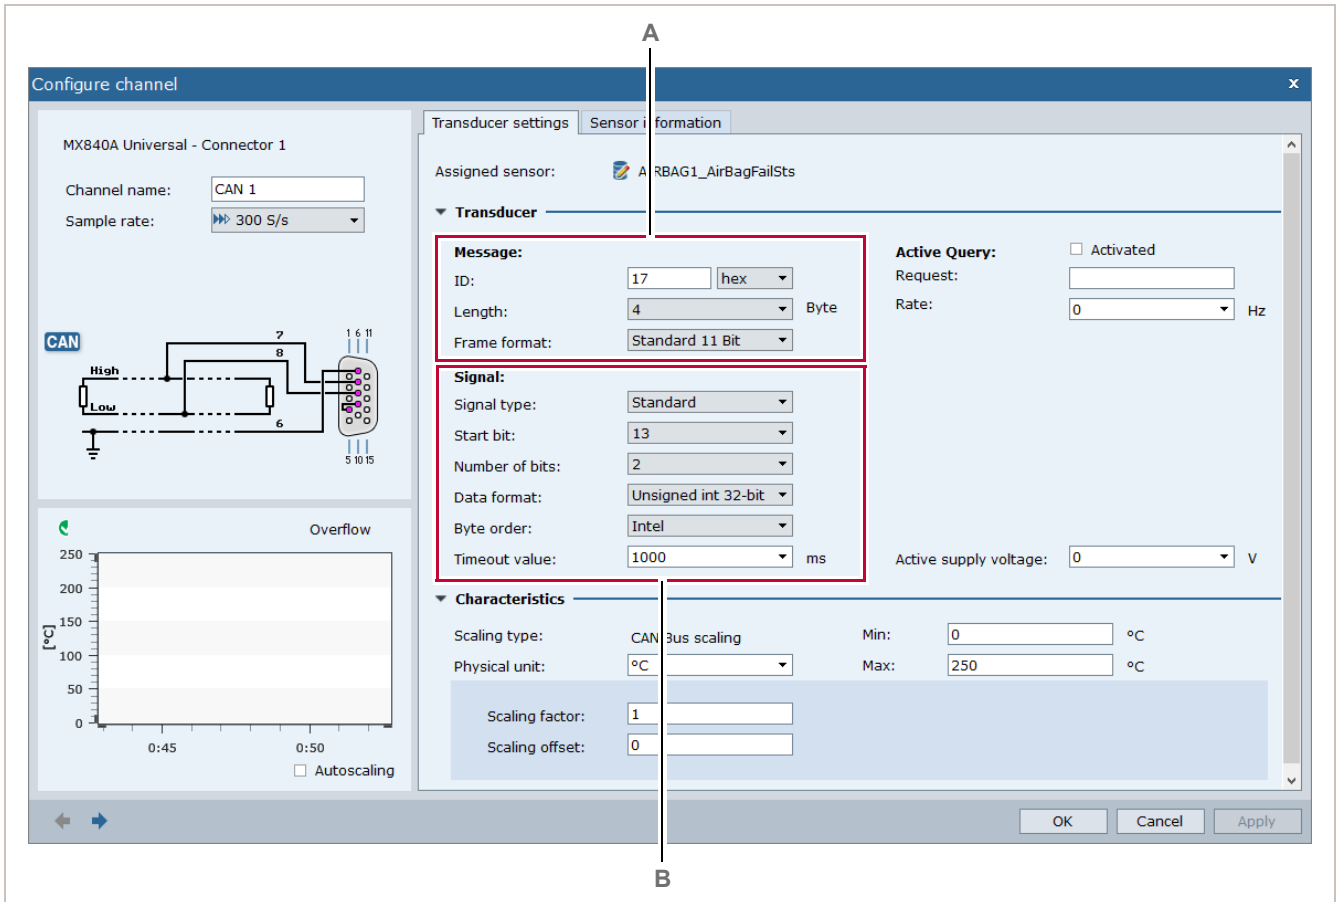 A
Configure channel x
MX840A Universal - Connector 1
Channel name: CAN 1
Sample rate: 300 S/s
CAN
7
8
1 6 11
High
Low
6
5 10 15
Overflow
250
200
150
100
50
0
[°C]
0:45 0:50
Autoscaling
Transducer settings Sensor information
Assigned sensor: AIRBAG1_AirBagFailSts
Transducer
Message:
ID: 17 hex
Length: 4 Byte
Frame format: Standard 11 Bit
Active Query: Activated
Request:
Rate: 0 Hz
Signal:
Signal type: Standard
Start bit: 13
Number of bits: 2
Data format: Unsigned int 32-bit
Byte order: Intel
Timeout value: 1000 ms
Active supply voltage: 0 V
Characteristics
Scaling type: CAN Bus scaling
Physical unit: °C
Min: 0 °C
Max: 250 °C
Scaling factor: 1
Scaling offset: 0
OK Cancel Apply
B